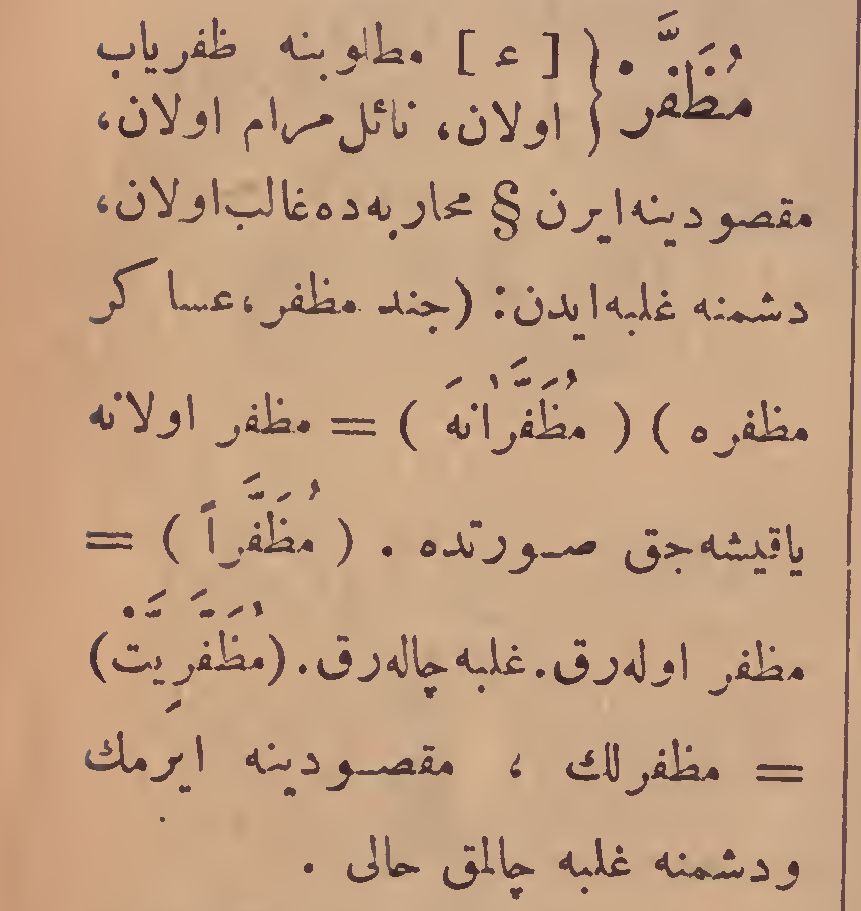 مُظَفَّر. { [ ع ] مطلوبنه ظفریاب
اولان، نائل مرام اولان،
مقصودینه ایرن § محاربه‌ده غالب اولان،
دشمنه غلبه ایدن: (جند مظفر، عساکر
مظفره ) ( مُظَفَّرَانَه ) = مظفر اولانه
یاقیشه‌جق صورتده . ( مُظَفَّراً ) =
مظفر اوله‌رق. غلبه چاله‌رق. (مُظَفَّرِیَّتْ)
= مظفرلك ، مقصودینه ایرمك
ودشمنه غلبه چالمق حالی .